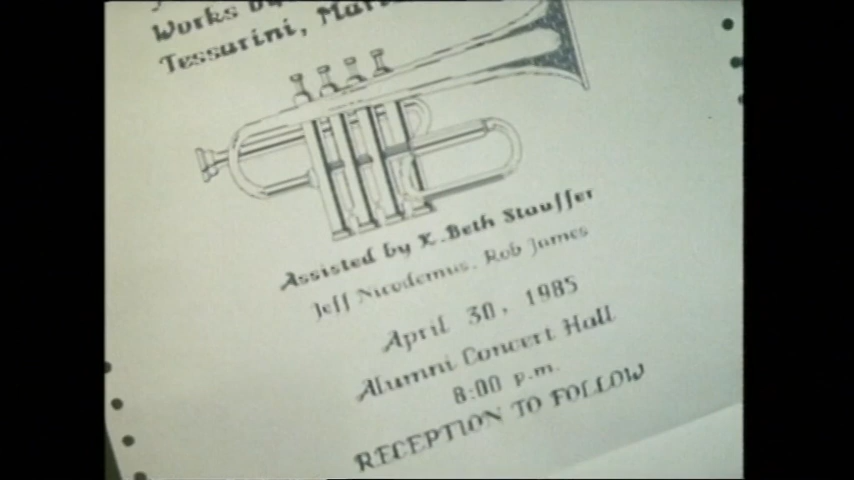 Works by
Tessarini,
Assisted by K. Beth Stauffer
Jeff Nicodemus, Rob James
April 30, 1985
Alumni Concert Hall
8:00 p.m.
RECEPTION TO FOLLOW